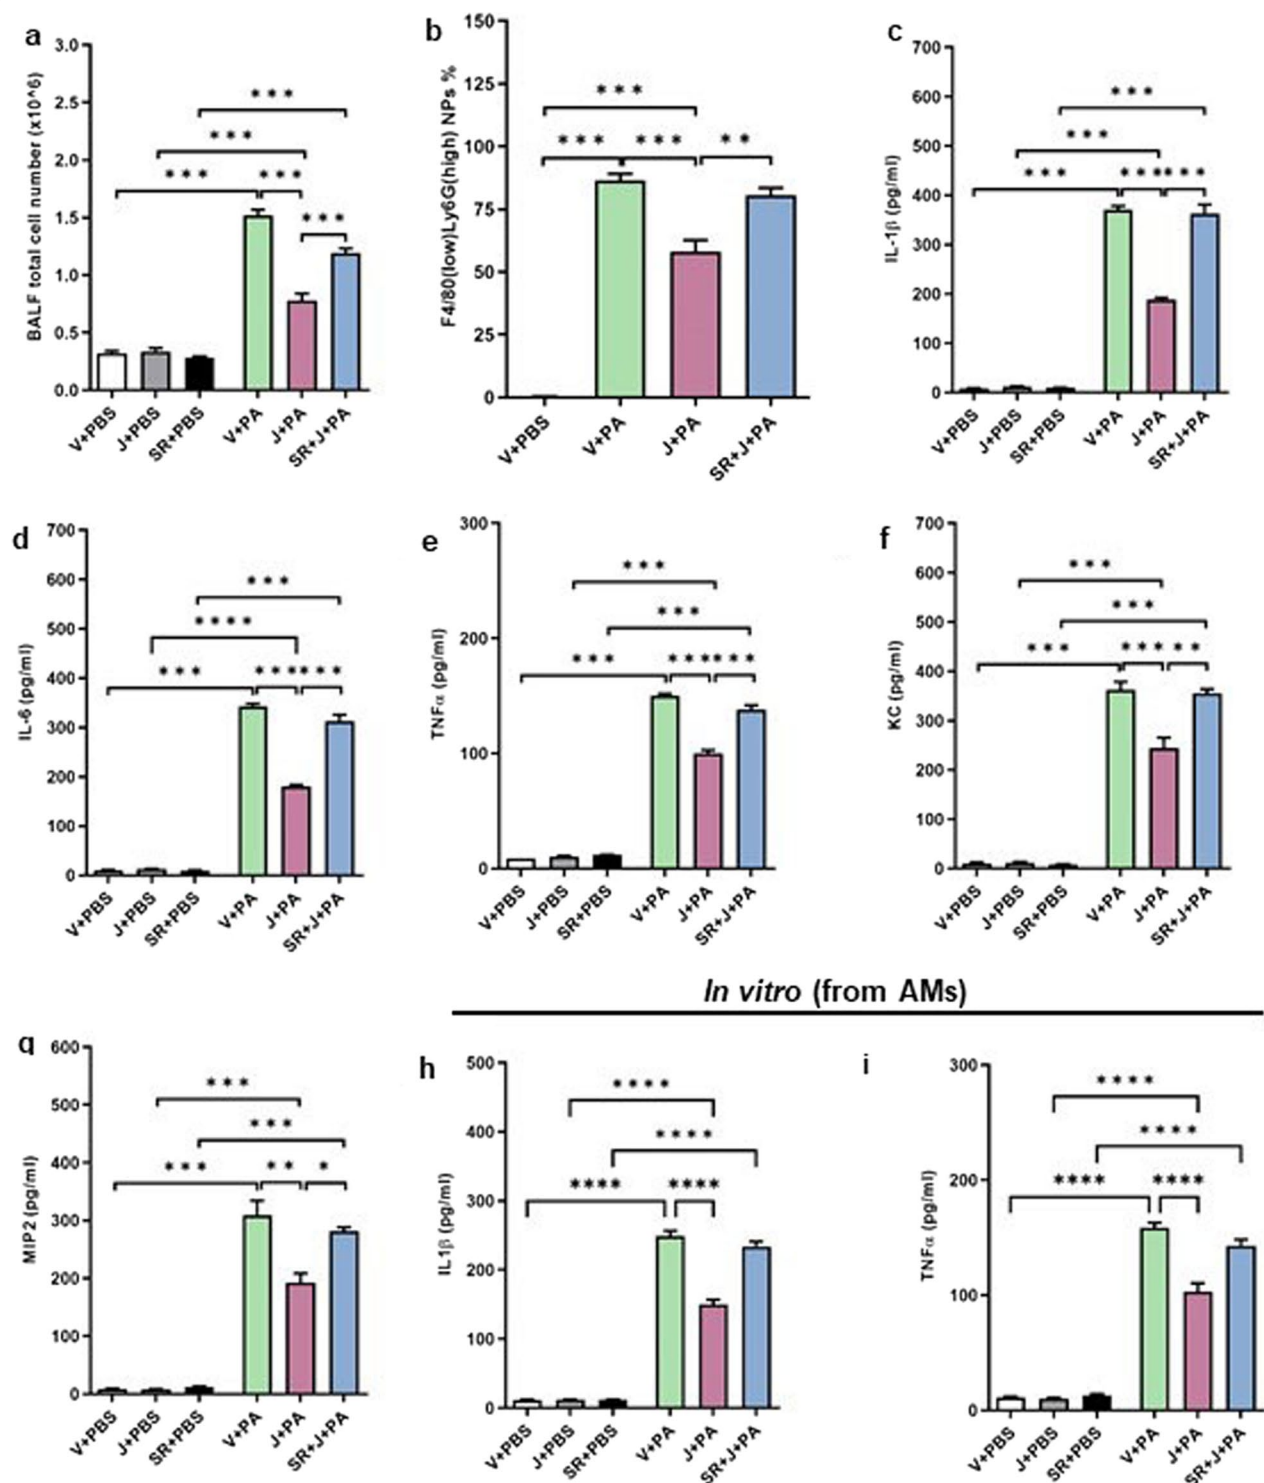 a
BALF total cell number (x10^6)
3.0
2.5
2.0
1.5
1.0
0.5
0.0
* * *
* * *
* * *
* * *
* * *
V+PBS
J+PBS
SR+PBS
V+PA
J+PA
SR+J+PA
b
F4/80(low)Ly6G(high) NPs %
150
125
100
75
50
25
0
* * *
* * *
* * *
* *
V+PBS
V+PA
J+PA
SR+J+PA
c
IL-1β (pg/ml)
700
600
500
400
300
200
100
0
* * *
* * *
* * *
* * *
* * *
V+PBS
J+PBS
SR+PBS
V+PA
J+PA
SR+J+PA
d
IL-6 (pg/ml)
700
600
500
400
300
200
100
0
* * *
* * * *
* * *
* * *
* * *
V+PBS
J+PBS
SR+PBS
V+PA
J+PA
SR+J+PA
e
TNFα (pg/ml)
300
200
100
0
* * *
* * *
* * *
* * *
* * *
V+PBS
J+PBS
SR+PBS
V+PA
J+PA
SR+J+PA
f
KC (pg/ml)
700
600
500
400
300
200
100
0
* * *
* * *
* * *
* * *
* *
V+PBS
J+PBS
SR+PBS
V+PA
J+PA
SR+J+PA
In vitro (from AMs)
g
MIP2 (pg/ml)
600
500
400
300
200
100
0
* * *
* * *
* * *
* *
*
V+PBS
J+PBS
SR+PBS
V+PA
J+PA
SR+J+PA
h
IL1β (pg/ml)
500
400
300
200
100
0
* * * *
* * * *
****
****
V+PBS
J+PBS
SR+PBS
V+PA
J+PA
SR+J+PA
i
TNFα (pg/ml)
300
200
100
0
* * * *
* * * *
****
****
V+PBS
J+PBS
SR+PBS
V+PA
J+PA
SR+J+PA